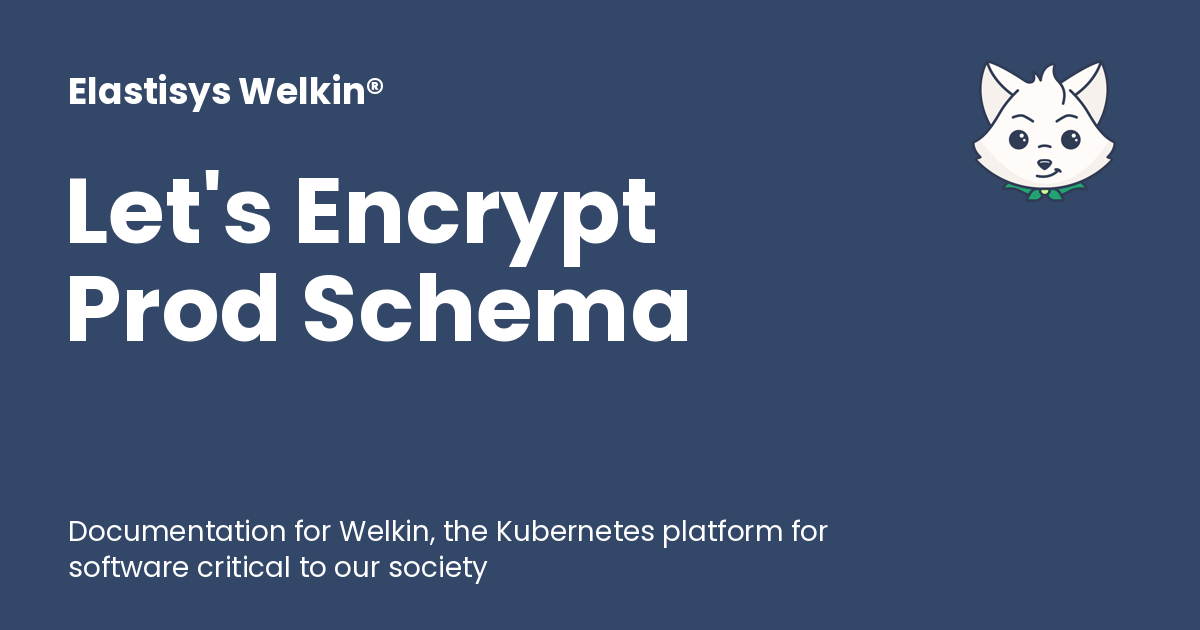 Elastisys Welkin®
Let's Encrypt
Prod Schema
Documentation for Welkin, the Kubernetes platform for
software critical to our society